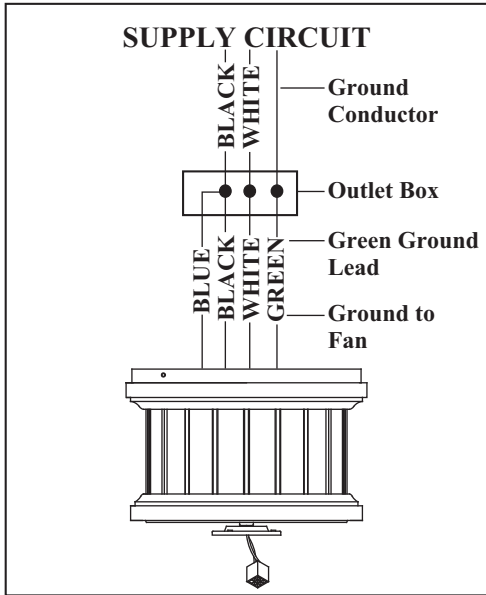 SUPPLY CIRCUIT
BLACK
WHITE
Ground
Conductor
Outlet Box
BLUE
BLACK
WHITE
GREEN
Green Ground
Lead
Ground to
Fan